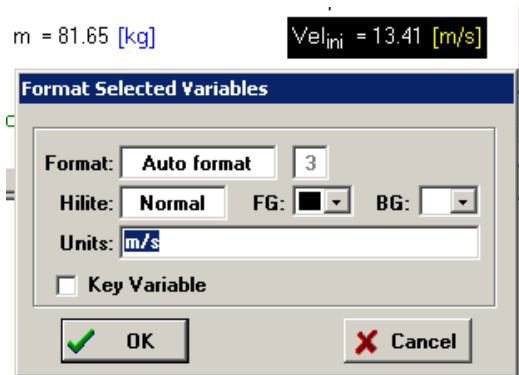 m = 81.65 [kg] Vel_ini = 13.41 [m/s]
Format Selected Variables
Format: Auto format 3
Hilite: Normal FG: BG:
Units: m/s
Key Variable
OK Cancel